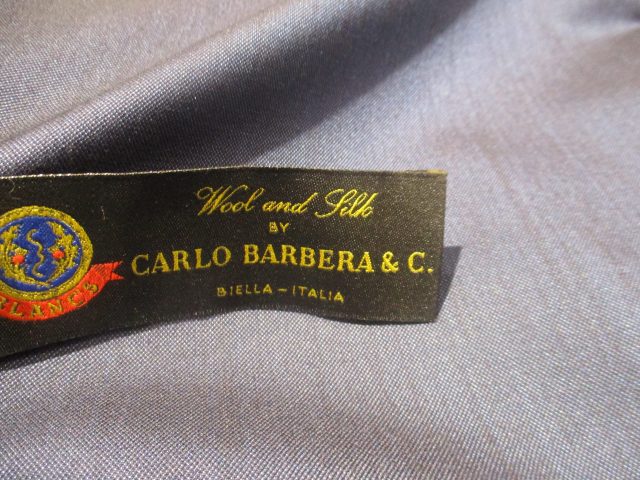 Wool and Silk
BY
CARLO BARBERA & C.
BIELLA - ITALIA